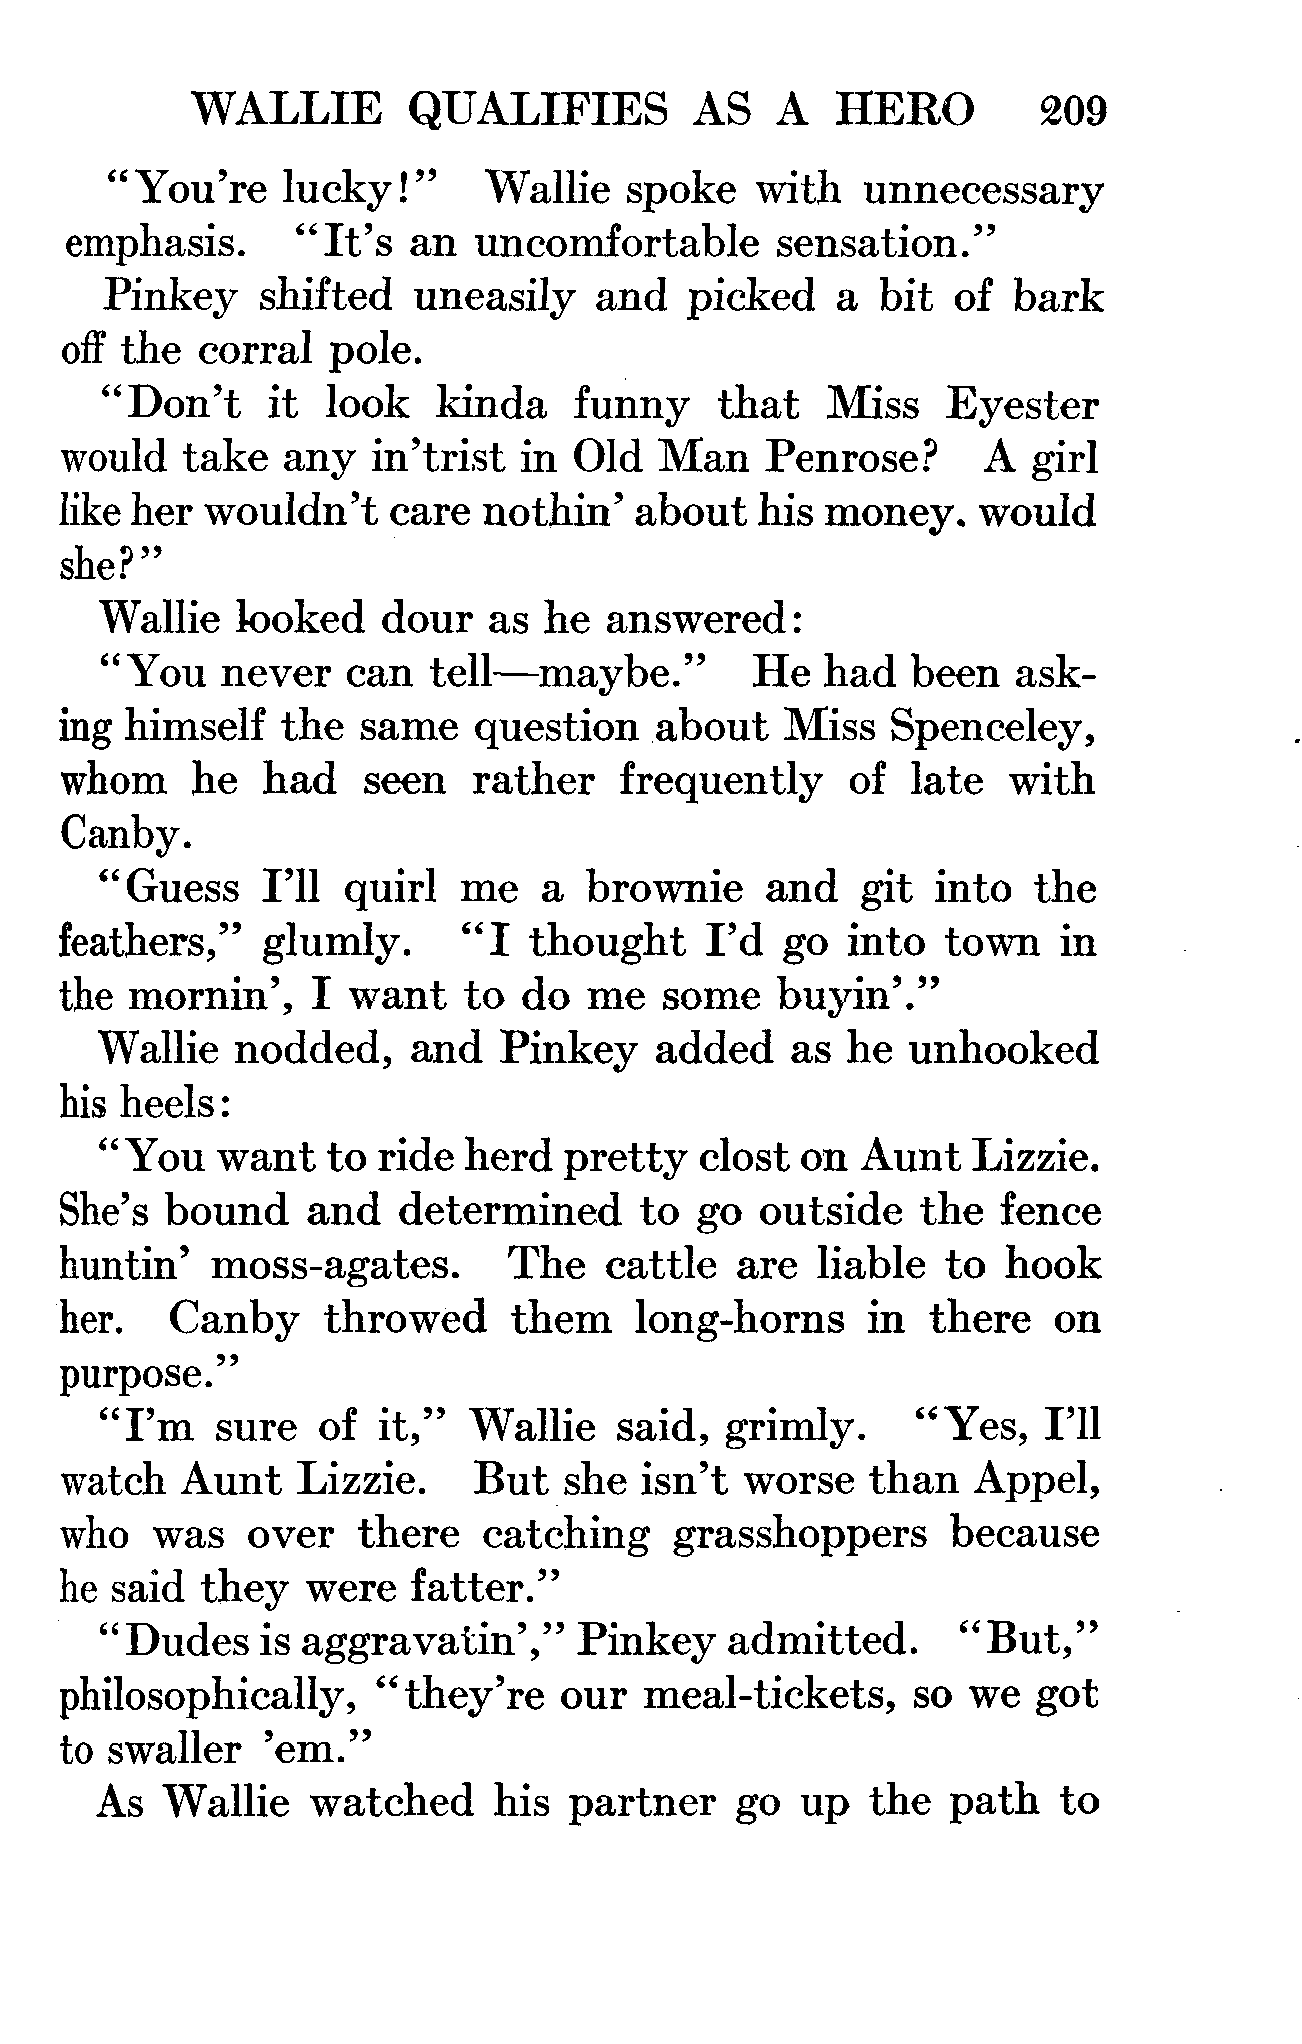 WALLIE QUALIFIES AS A HERO 209
"You're lucky!" Wallie spoke with unnecessary
emphasis. "It's an uncomfortable sensation."
Pinkey shifted uneasily and picked a bit of bark
off the corral pole.
"Don't it look kinda funny that Miss Eyester
would take any in'trist in Old Man Penrose? A girl
like her wouldn't care nothin' about his money. would
she?"
Wallie looked dour as he answered:
"You never can tell—maybe." He had been ask-
ing himself the same question about Miss Spenceley,
whom he had seen rather frequently of late with
Canby.
"Guess I'll quirl me a brownie and git into the
feathers," glumly. "I thought I'd go into town in
the mornin', I want to do me some buyin'."
Wallie nodded, and Pinkey added as he unhooked
his heels:
"You want to ride herd pretty clost on Aunt Lizzie.
She's bound and determined to go outside the fence
huntin' moss-agates. The cattle are liable to hook
her. Canby throwed them long-horns in there on
purpose."
"I'm sure of it," Wallie said, grimly. "Yes, I'll
watch Aunt Lizzie. But she isn't worse than Appel,
who was over there catching grasshoppers because
he said they were fatter."
"Dudes is aggravatin'," Pinkey admitted. "But,"
philosophically, "they're our meal-tickets, so we got
to swaller 'em."
As Wallie watched his partner go up the path to